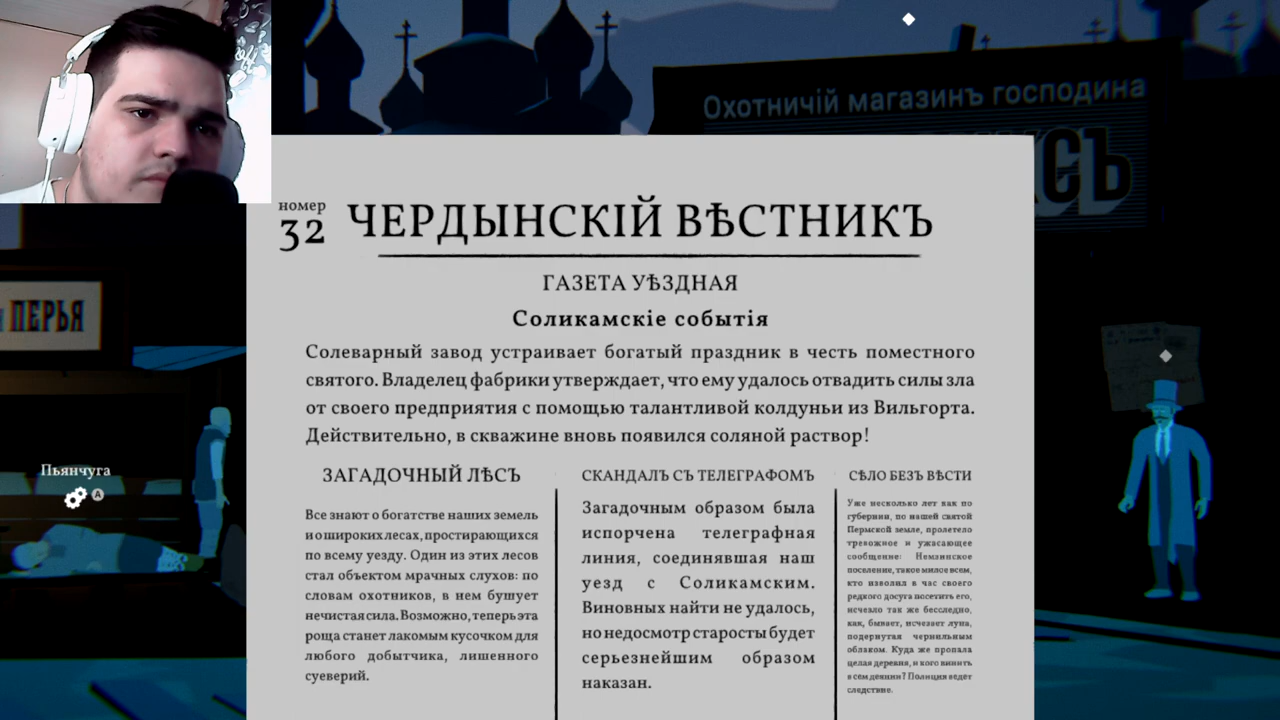 Охотничiй магазинъ господина
КСЪ
номер
32
ЧЕРДЫНСКIЙ ВѢСТНИКЪ
ГАЗЕТА УѢЗДНАЯ
Соликамскiе событiя
Солеварный завод устраивает богатый праздник в честь поместного
святого. Владелец фабрики утверждает, что ему удалось отвадить силы зла
от своего предприятия с помощью талантливой колдуньи из Вильгорта.
Действительно, в скважине вновь появился соляной раствор!
ПЕРЬЯ
Пьянчуга
A
ЗАГАДОЧНЫЙ ЛѢСЪ
Все знают о богатстве наших земель
и о широких лесах, простирающихся
по всему уезду. Один из этих лесов
стал объектом мрачных слухов: по
словам охотников, в нем бушует
нечистая сила. Возможно, теперь эта
роща станет лакомым кусочком для
любого добытчика, лишенного
суеверий.
СКАНДАЛЪ СЪ ТЕЛЕГРАФОМЪ
Загадочным образом была
испорчена телеграфная
линия, соединявшая наш
уезд с Соликамским.
Виновных найти не удалось,
но недосмотр старосты будет
серьезнейшим образом
наказан.
СѢЛО БЕЗЪ ВѢСТИ
Уже несколько лет как по
губернии, по нашей святой
Пермской земле, пролетело
тревожное и ужасающее
сообщение: Немзинское
поселение, такое милое всем,
кто изволил в час своего
редкого досуга посетить его,
исчезло так же бесследно,
как, бывает, исчезает луна,
подернутая чернильным
облаком. Куда же пропала
целая деревня, и кого винить
в сем деянии? Полиция ведет
следствие.